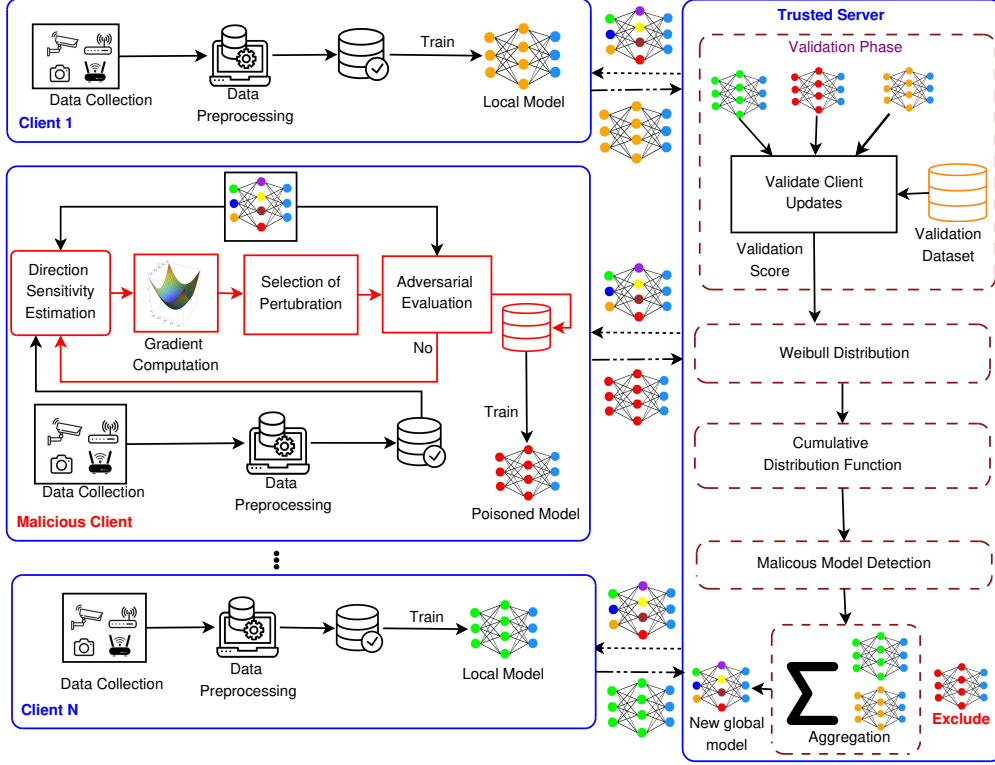 Data Collection
Data
Preprocessing
Train
Local Model
Client 1
Direction
Sensitivity
Estimation
Gradient
Computation
Selection of
Pertubration
Adversarial
Evaluation
No
Data Collection
Data
Preprocessing
Train
Poisoned Model
Malicious Client
Data Collection
Data
Preprocessing
Train
Local Model
Client N
Trusted Server
Validation Phase
Validate Client
Updates
Validation
Score
Validation
Dataset
Weibull Distribution
Cumulative
Distribution Function
Malicous Model Detection
New global
model
Aggregation
Exclude